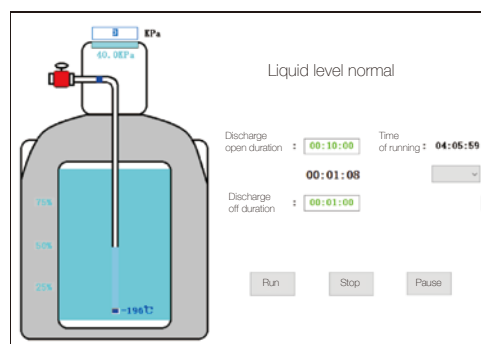 KPa
40.0KPa
Liquid level normal
Discharge
open duration : 00:10:00
Time
of running : 04:05:59
00:01:08
Discharge
off duration : 00:01:00
75%
50%
25%
-196℃
Run Stop Pause